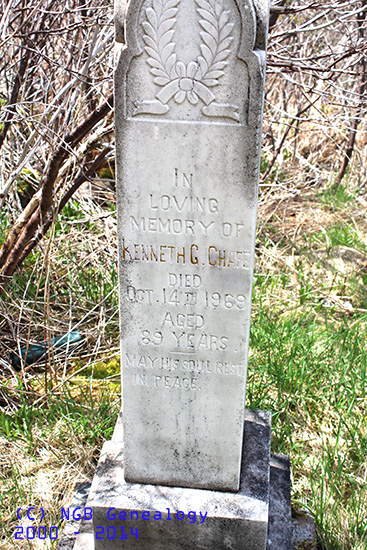 IN
LOVING
MEMORY OF
KENNETH G. CHAFE
DIED
OCT. 14TH 1969
AGED
89 YEARS
MAY HIS SOUL REST
IN PEACE.
(C) NGB Genealogy
2000 - 2014